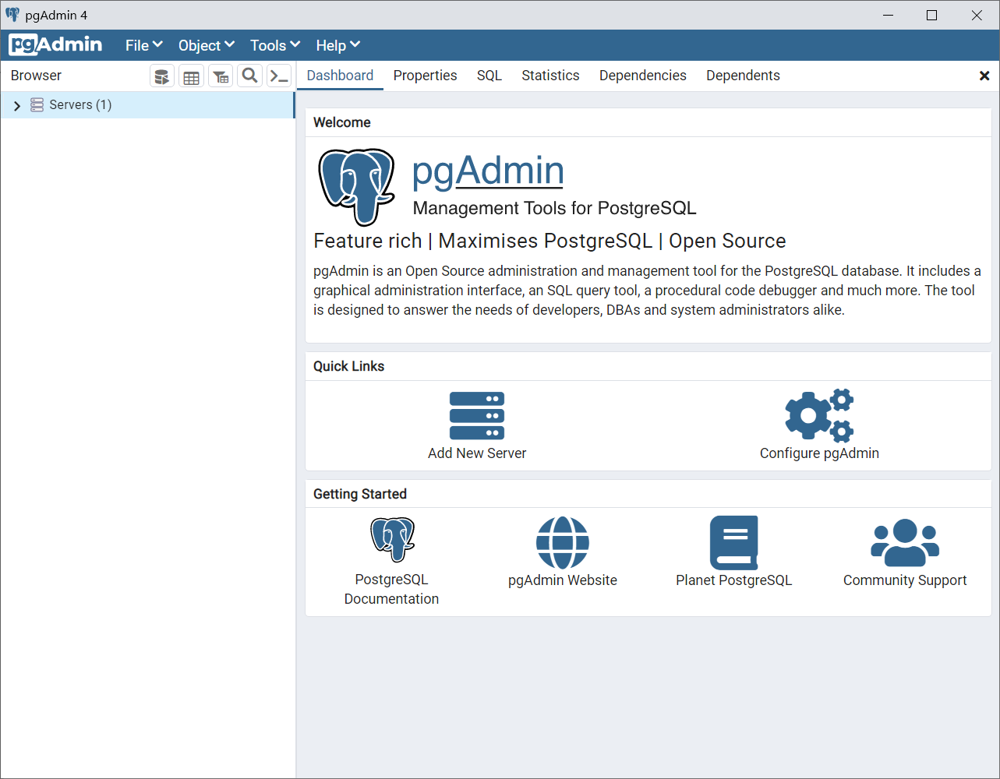 pgAdmin 4
pgAdmin File Object Tools Help
Browser
Dashboard Properties SQL Statistics Dependencies Dependents
Servers (1)
Welcome
pgAdmin
Management Tools for PostgreSQL
Feature rich | Maximises PostgreSQL | Open Source
pgAdmin is an Open Source administration and management tool for the PostgreSQL database. It includes a
graphical administration interface, an SQL query tool, a procedural code debugger and much more. The tool
is designed to answer the needs of developers, DBAs and system administrators alike.
Quick Links
Add New Server
Configure pgAdmin
Getting Started
PostgreSQL
Documentation
pgAdmin Website
Planet PostgreSQL
Community Support